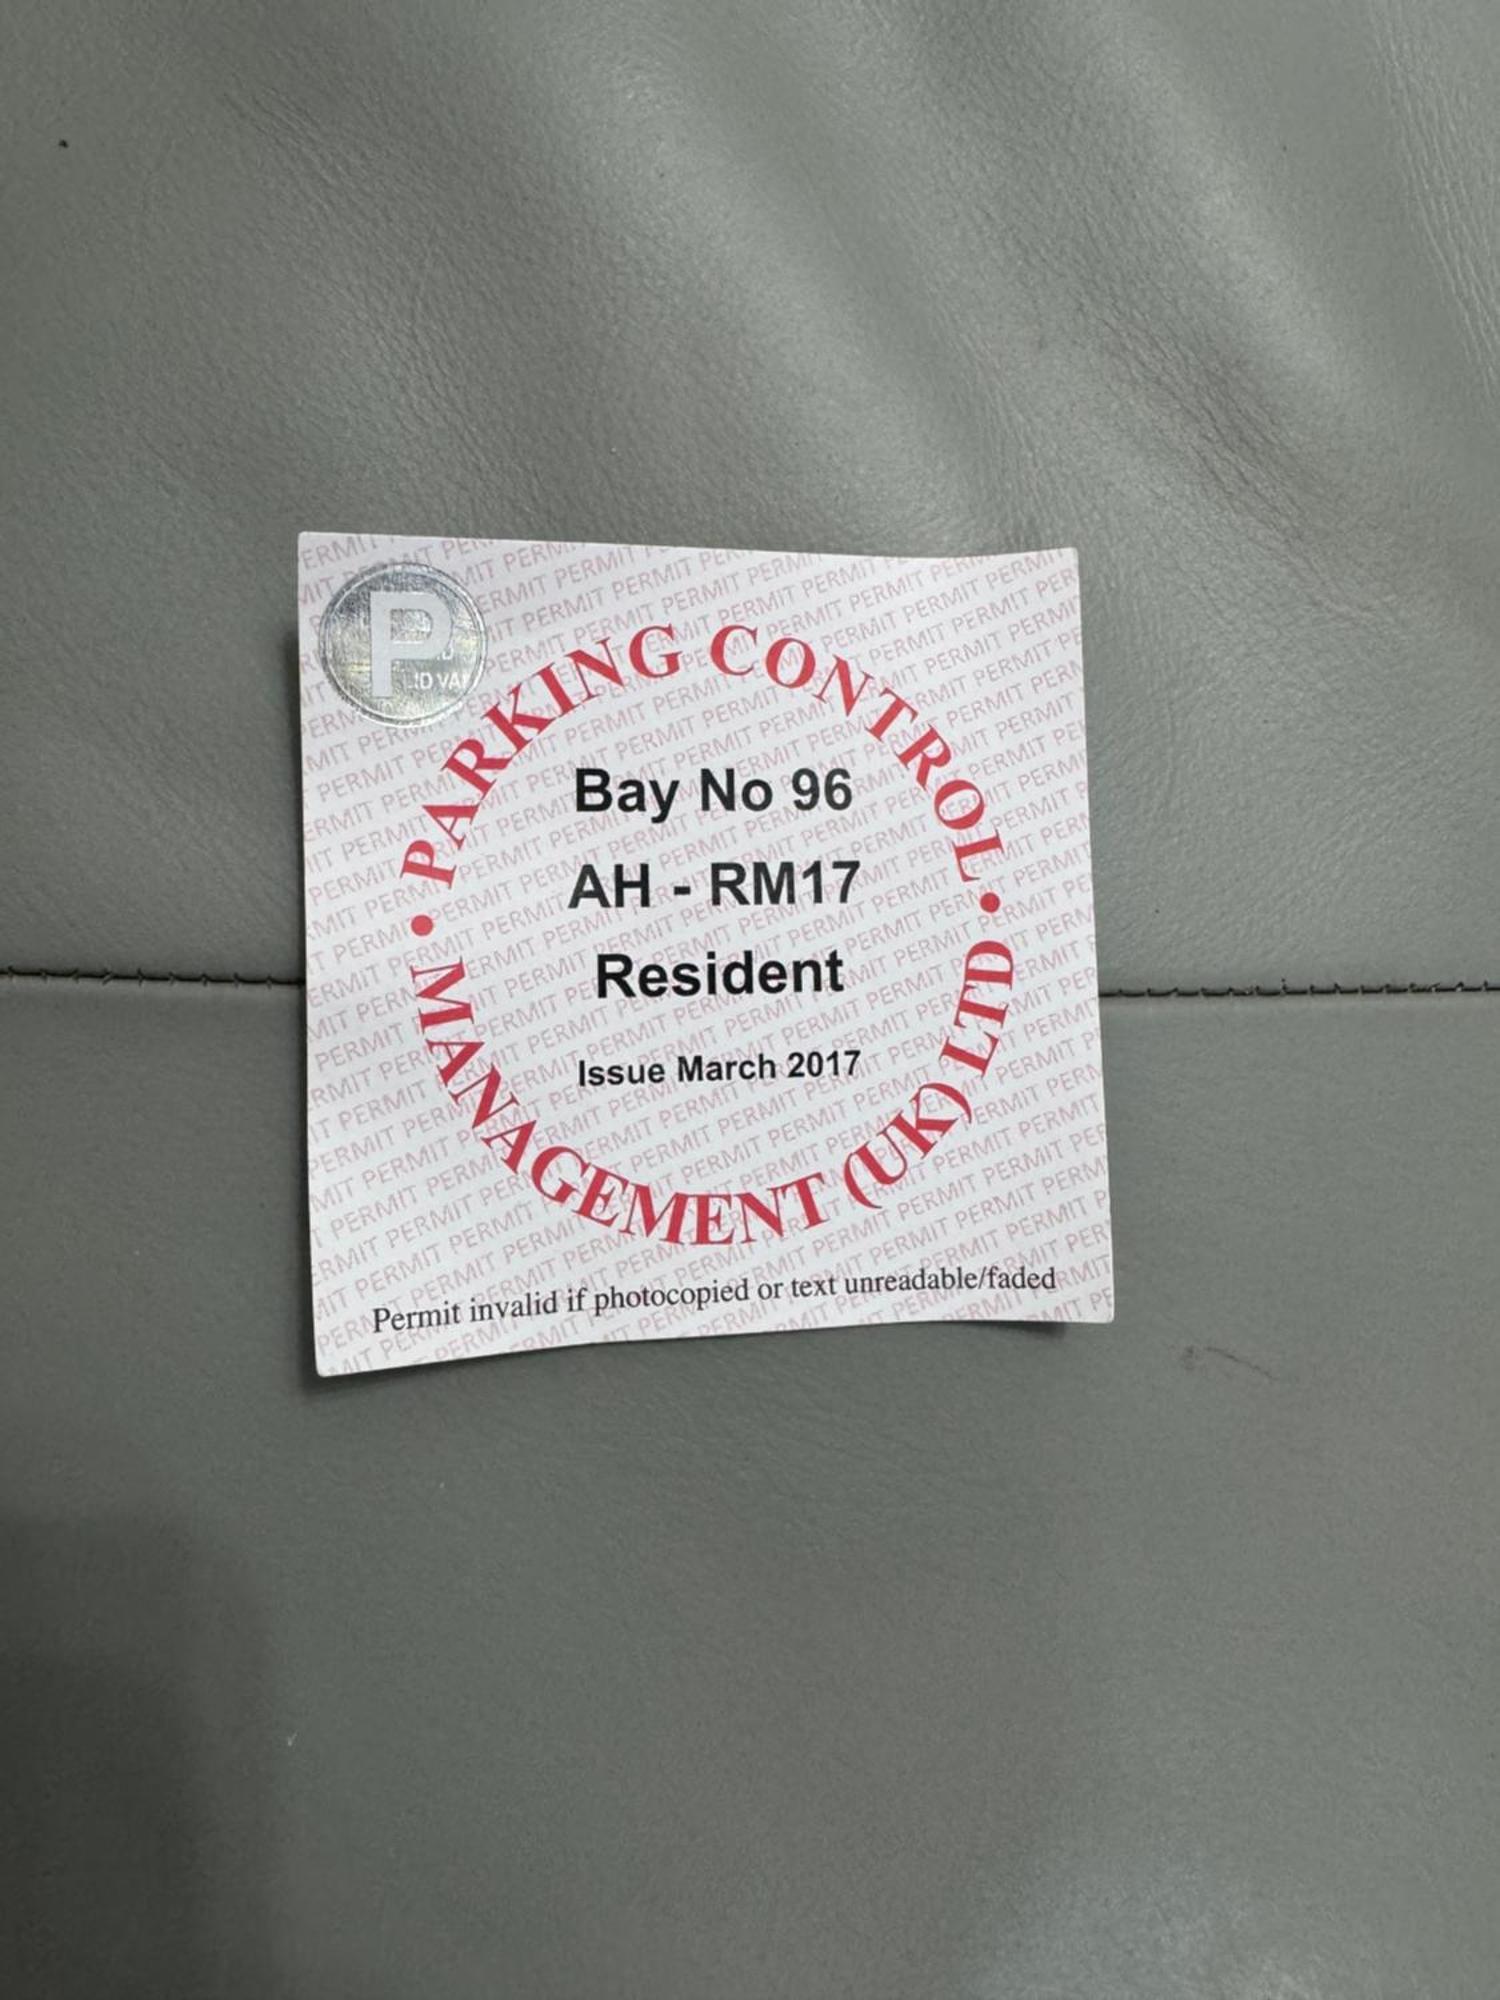 P
• PARKING CONTROL •
Bay No 96
AH - RM17
Resident
Issue March 2017
MANAGEMENT (UK) LTD
Permit invalid if photocopied or text unreadable/faded